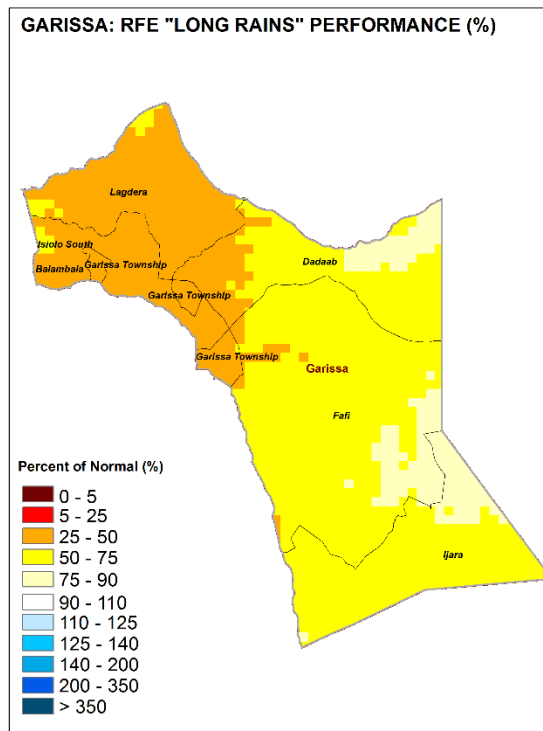 GARISSA: RFE "LONG RAINS" PERFORMANCE (%)
Lagdera
Isiolo South
Garissa Township
Balambala
Dadaab
Garissa Township
Garissa Township
Garissa
Fafi
Ijara
Percent of Normal (%)
0 - 5
5 - 25
25 - 50
50 - 75
75 - 90
90 - 110
110 - 125
125 - 140
140 - 200
200 - 350
> 350